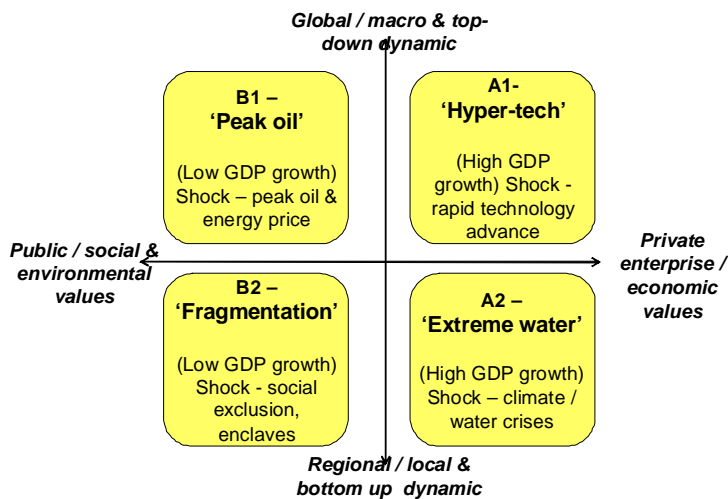 Global / macro & top-
down dynamic
B1 –
‘Peak oil’
(Low GDP growth)
Shock – peak oil &
energy price
A1-
‘Hyper-tech’
(High GDP
growth) Shock -
rapid technology
advance
Public / social &
environmental
values
Private
enterprise /
economic
values
B2 –
‘Fragmentation’
(Low GDP growth)
Shock - social
exclusion,
enclaves
A2 –
‘Extreme water’
(High GDP growth)
Shock – climate /
water crises
Regional / local &
bottom up  dynamic